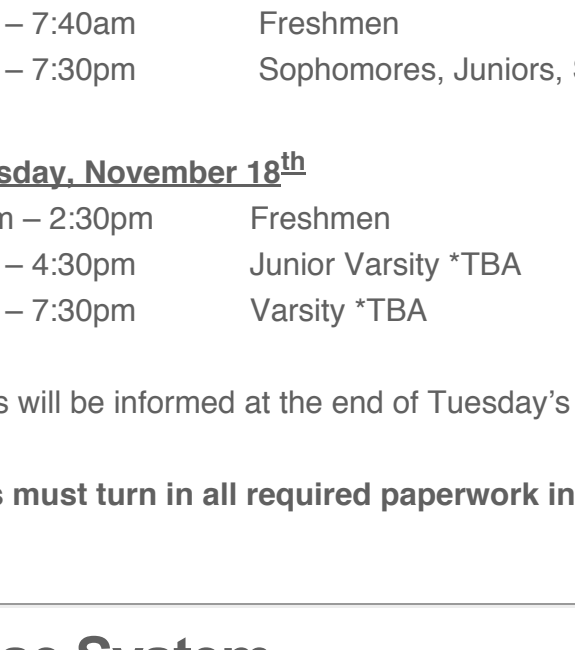 – 7:40am Freshmen
– 7:30pm Sophomores, Juniors,
sday, November 18th
m – 2:30pm Freshmen
– 4:30pm Junior Varsity *TBA
– 7:30pm Varsity *TBA
s will be informed at the end of Tuesday's
s must turn in all required paperwork in
System